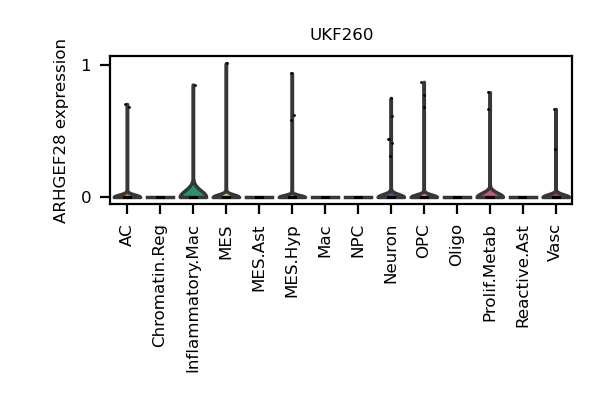 UKF260
ARHGEF28 expression
1
0
AC
Chromatin.Reg
Inflammatory.Mac
MES
MES.Ast
MES.Hyp
Mac
NPC
Neuron
OPC
Oligo
Prolif.Metab
Reactive.Ast
Vasc